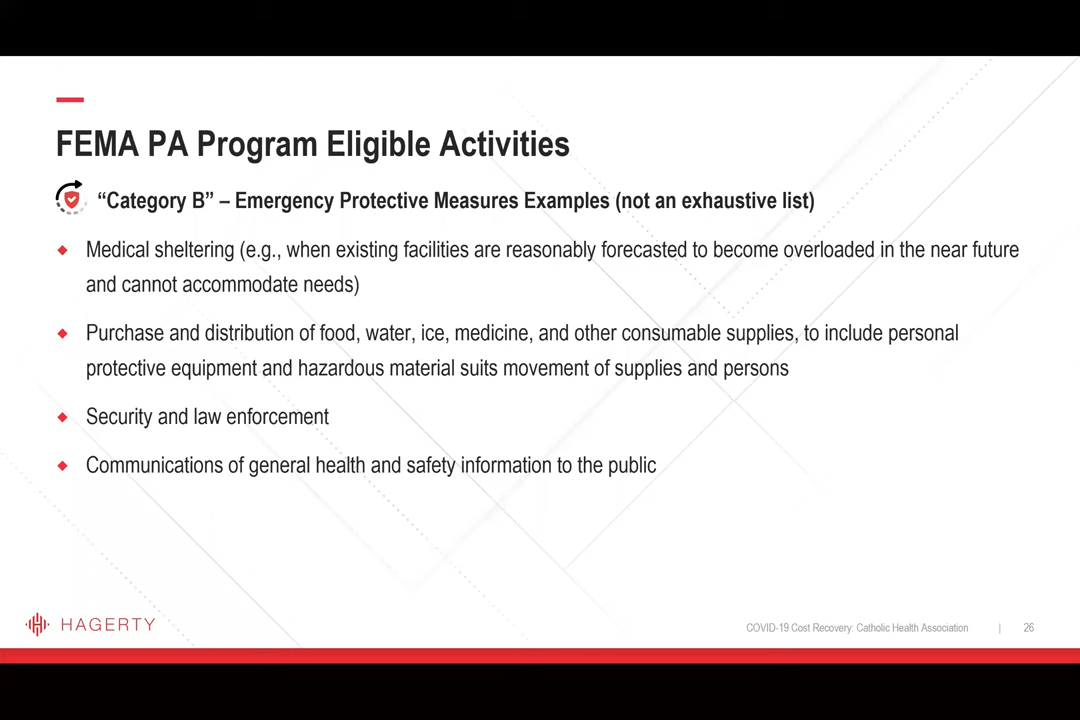 FEMA PA Program Eligible Activities
“Category B” – Emergency Protective Measures Examples (not an exhaustive list)
Medical sheltering (e.g., when existing facilities are reasonably forecasted to become overloaded in the near future
and cannot accommodate needs)
Purchase and distribution of food, water, ice, medicine, and other consumable supplies, to include personal
protective equipment and hazardous material suits movement of supplies and persons
Security and law enforcement
Communications of general health and safety information to the public
HAGERTY
COVID-19 Cost Recovery: Catholic Health Association | 26